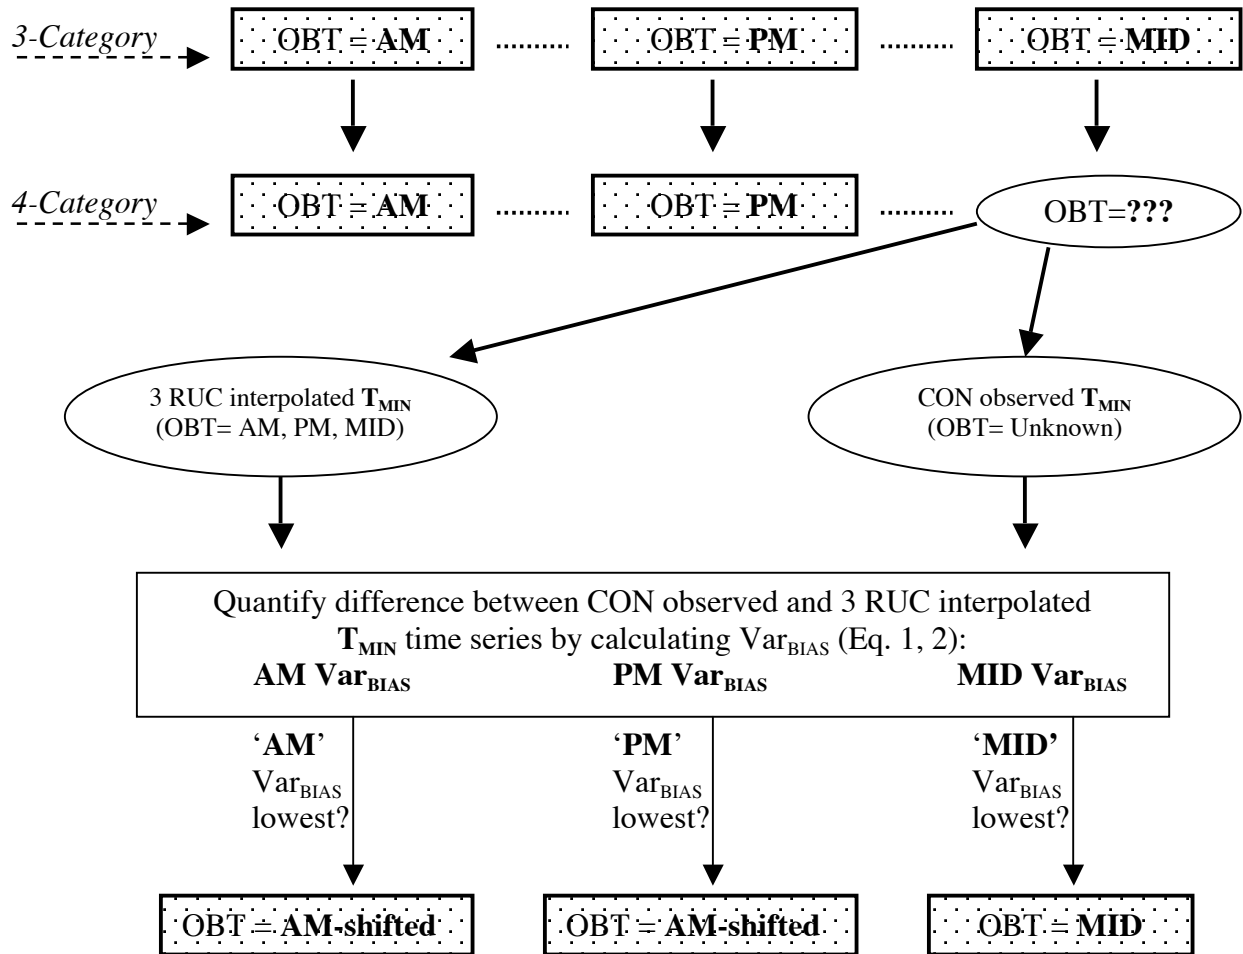 3-Category
OBT = AM
OBT = PM
OBT = MID
4-Category
OBT = AM
OBT = PM
OBT=???
3 RUC interpolated TMIN
(OBT= AM, PM, MID)
CON observed TMIN
(OBT= Unknown)
Quantify difference between CON observed and 3 RUC interpolated
TMIN time series by calculating VarBIAS (Eq. 1, 2):
AM VarBIAS
PM VarBIAS
MID VarBIAS
‘AM’
VarBIAS
lowest?
‘PM’
VarBIAS
lowest?
‘MID’
VarBIAS
lowest?
OBT = AM-shifted
OBT = AM-shifted
OBT = MID